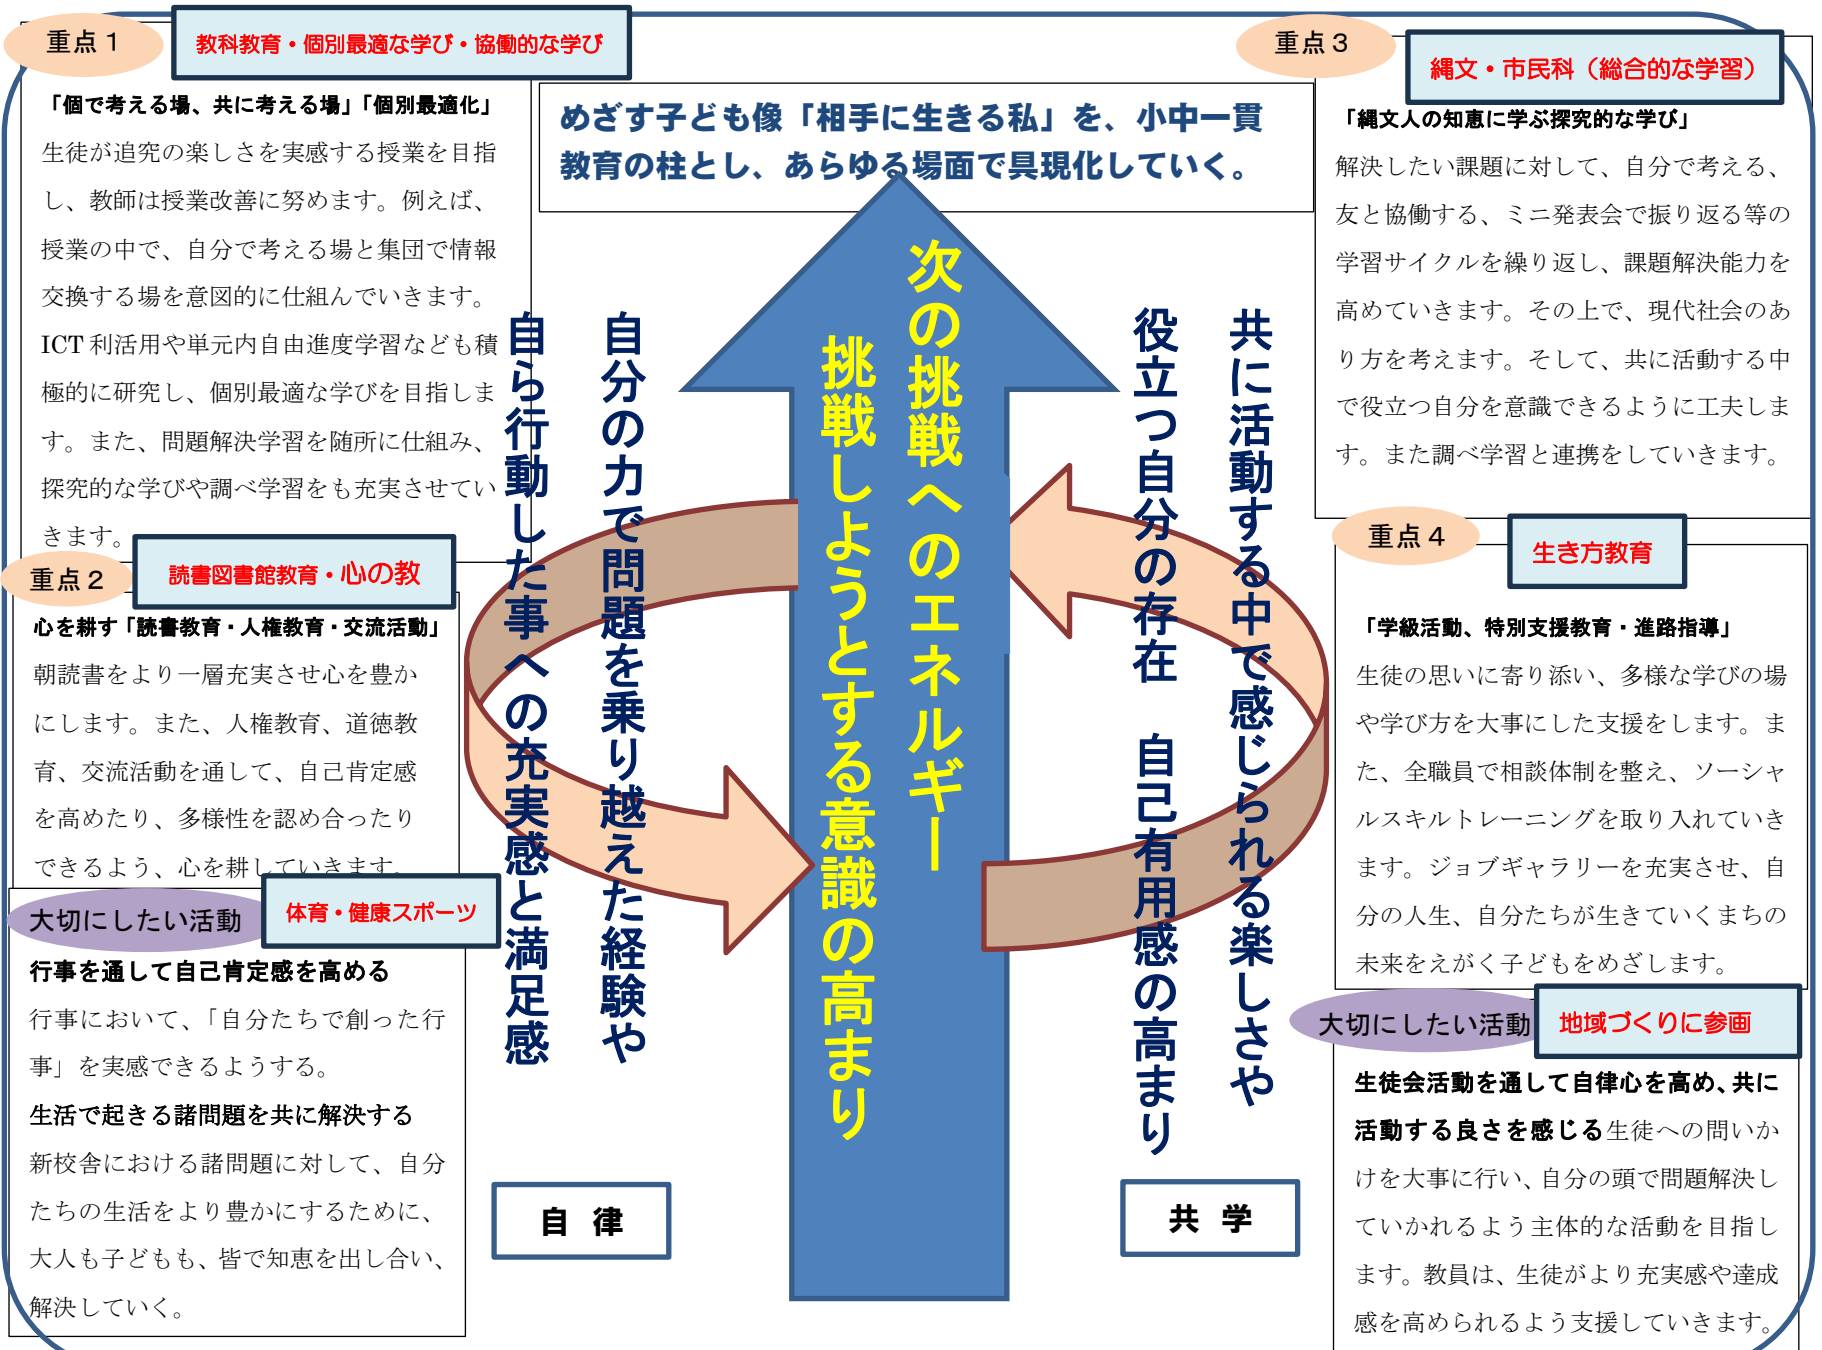 重点１
教科教育・個別最適な学び・協働的な学び
「個で考える場、共に考える場」「個別最適化」
生徒が追究の楽しさを実感する授業を目指
し、教師は授業改善に努めます。例えば、
授業の中で、自分で考える場と集団で情報
交換する場を意図的に仕組んでいきます。
ICT 利活用や単元内自由進度学習なども積
極的に研究し、個別最適な学びを目指しま
す。また、問題解決学習を随所に仕組み、
探究的な学びや調べ学習をも充実させてい
きます。
重点２
読書図書館教育・心の教
心を耕す「読書教育・人権教育・交流活動」
朝読書をより一層充実させ心を豊か
にします。また、人権教育、道徳教
育、交流活動を通して、自己肯定感
を高めたり、多様性を認め合ったり
できるよう、心を耕していきます。
大切にしたい活動
体育・健康スポーツ
行事を通して自己肯定感を高める
行事において、「自分たちで創った行
事」を実感できるようする。
生活で起きる諸問題を共に解決する
新校舎における諸問題に対して、自分
たちの生活をより豊かにするために、
大人も子どもも、皆で知恵を出し合い、
解決していく。
めざす子ども像「相手に生きる私」を、小中一貫
教育の柱とし、あらゆる場面で具現化していく。
自分の力で問題を乗り越えた経験や
自ら行動した事への充実感と満足感
自 律
次の挑戦へのエネルギー
挑戦しようとする意識の高まり
共に活動する中で感じられる楽しさや
役立つ自分の存在　自己有用感の高まり
共 学
重点３
縄文・市民科（総合的な学習）
「縄文人の知恵に学ぶ探究的な学び」
解決したい課題に対して、自分で考える、
友と協働する、ミニ発表会で振り返る等の
学習サイクルを繰り返し、課題解決能力を
高めていきます。その上で、現代社会のあ
り方を考えます。そして、共に活動する中
で役立つ自分を意識できるように工夫しま
す。また調べ学習と連携をしていきます。
重点４
生き方教育
「学級活動、特別支援教育・進路指導」
生徒の思いに寄り添い、多様な学びの場
や学び方を大事にした支援をします。ま
た、全職員で相談体制を整え、ソーシャ
ルスキルトレーニングを取り入れていき
ます。ジョブギャラリーを充実させ、自
分の人生、自分たちが生きていくまちの
未来をえがく子どもをめざします。
大切にしたい活動
地域づくりに参画
生徒会活動を通して自律心を高め、共に
活動する良さを感じる生徒への問いか
けを大事に行い、自分の頭で問題解決し
ていかれるよう主体的な活動を目指し
ます。教員は、生徒がより充実感や達成
感を高められるよう支援していきます。